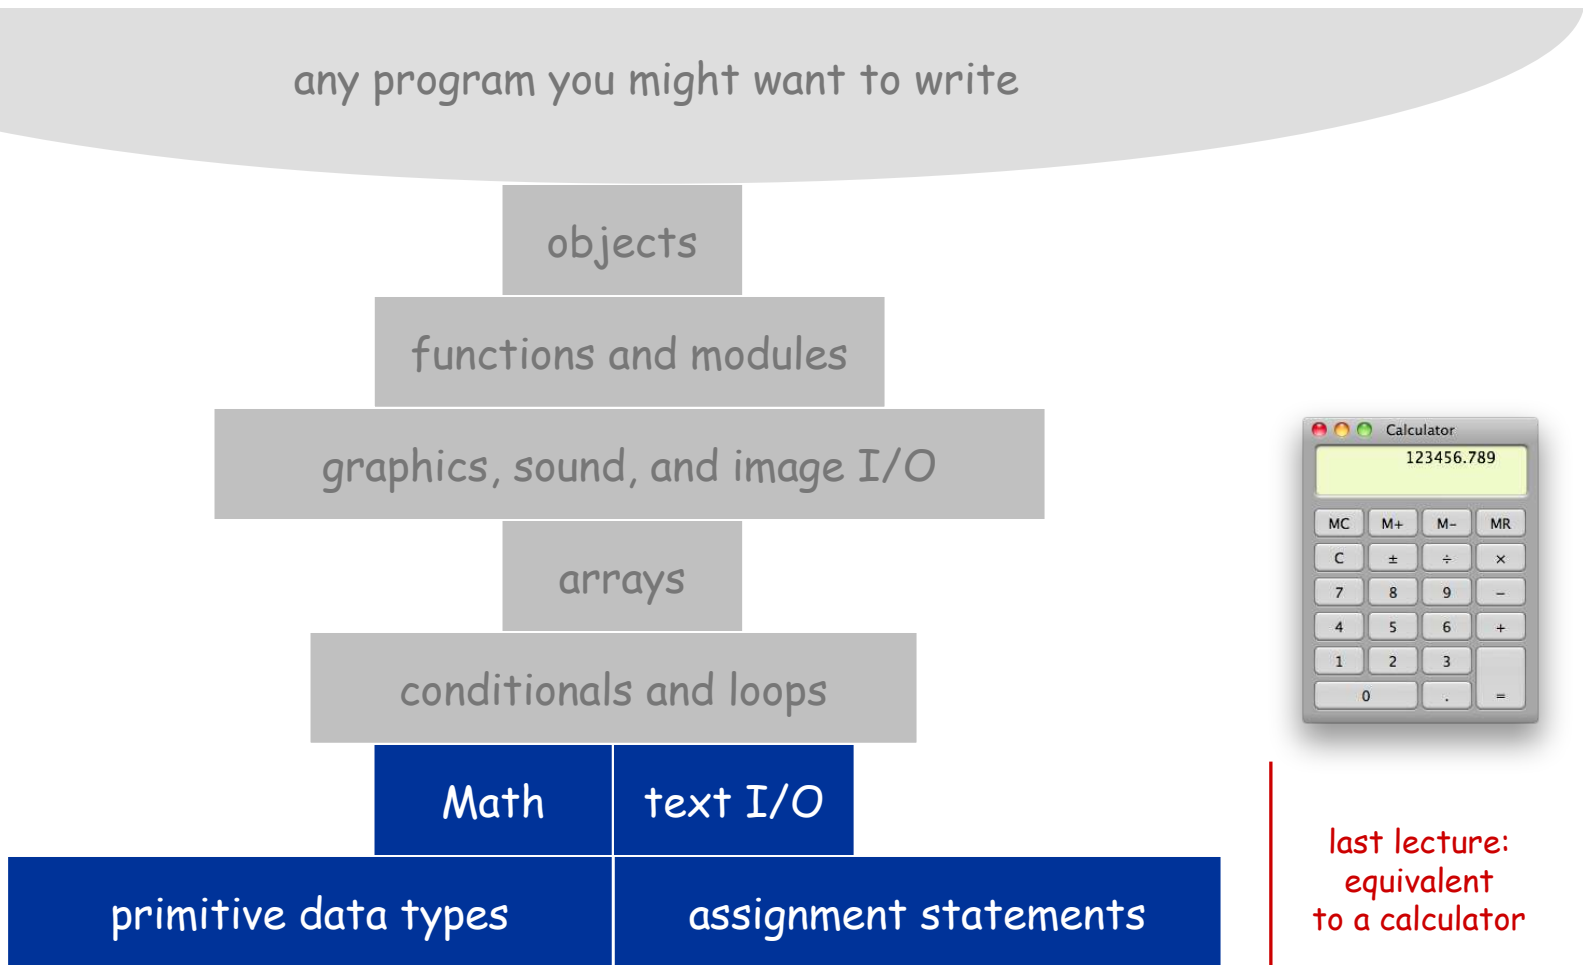 any program you might want to write
objects
functions and modules
graphics, sound, and image I/O
arrays
conditionals and loops
Math text I/O
primitive data types assignment statements
Calculator
123456.789
MC M+ M− MR
C ± ÷ ×
7 8 9 −
4 5 6 +
1 2 3
0 . =
last lecture:
equivalent
to a calculator